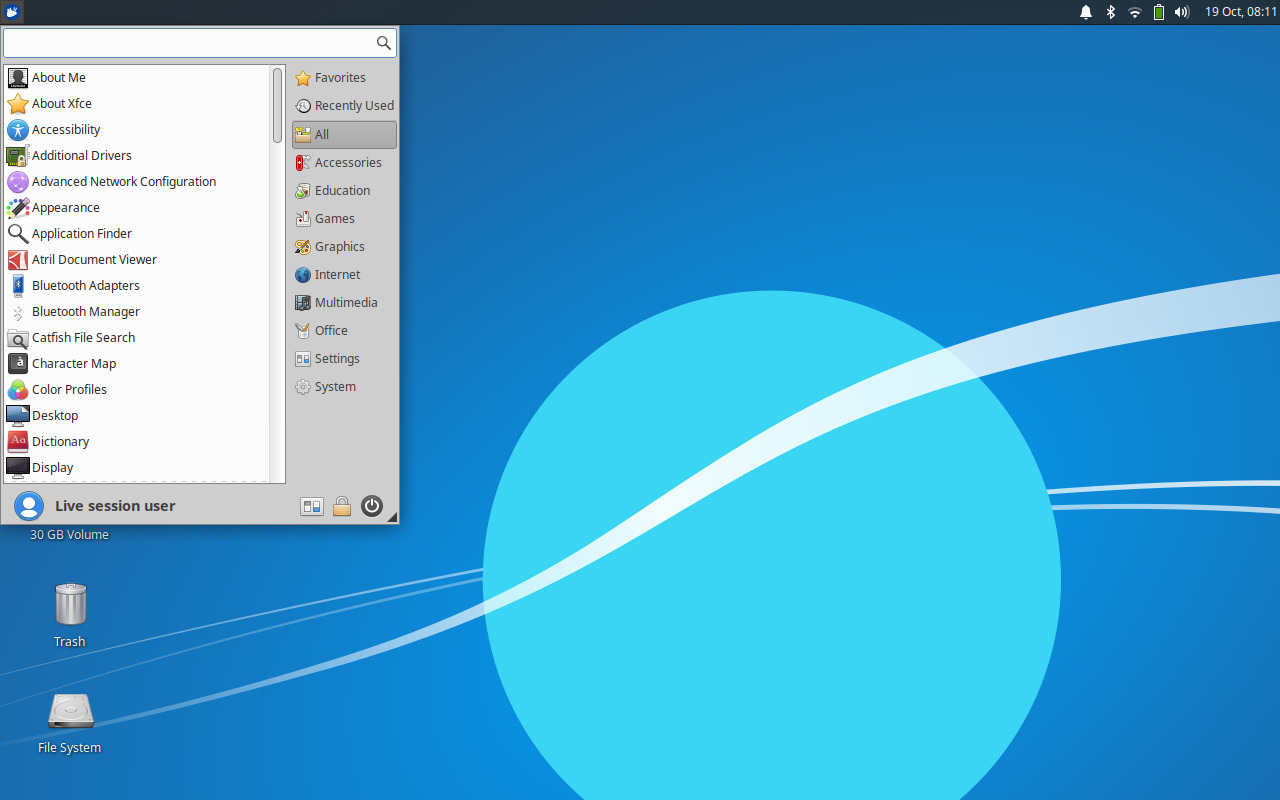 19 Oct, 08:11
About Me
About Xfce
Accessibility
Additional Drivers
Advanced Network Configuration
Appearance
Application Finder
Atril Document Viewer
Bluetooth Adapters
Bluetooth Manager
Catfish File Search
Character Map
Color Profiles
Desktop
Dictionary
Display
Favorites
Recently Used
All
Accessories
Education
Games
Graphics
Internet
Multimedia
Office
Settings
System
Live session user
30 GB Volume
Trash
File System